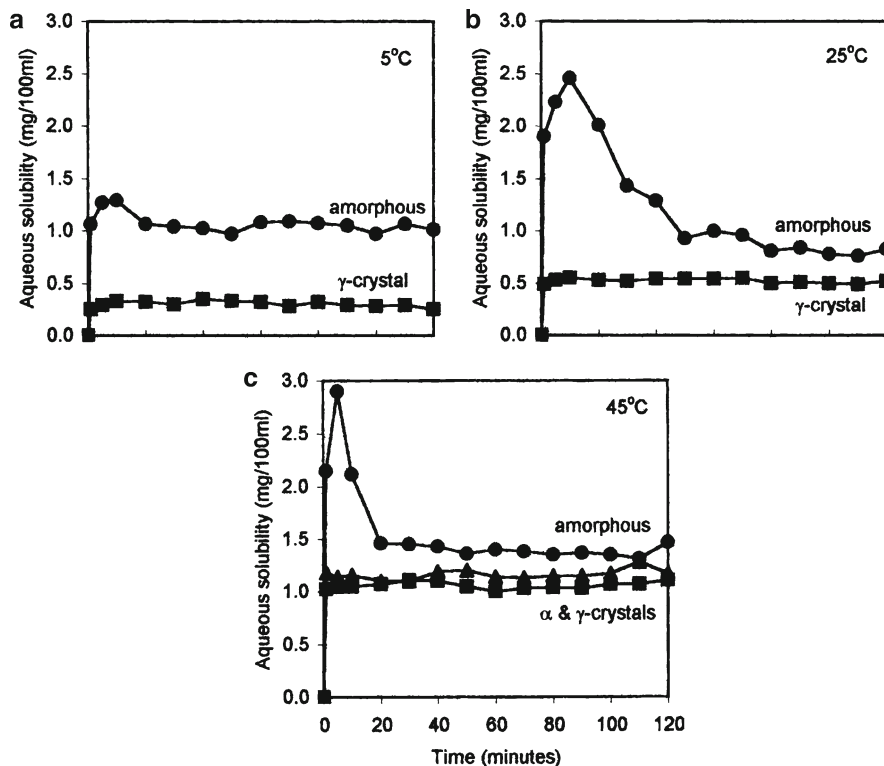 a
3.0
2.5
2.0
1.5
1.0
0.5
0.0
Aqueous solubility (mg/100ml)
5°C
amorphous
γ-crystal
b
3.0
2.5
2.0
1.5
1.0
0.5
0.0
Aqueous solubility (mg/100ml)
25°C
amorphous
γ-crystal
c
3.0
2.5
2.0
1.5
1.0
0.5
0.0
Aqueous solubility (mg/100ml)
45°C
amorphous
α & γ-crystals
0 20 40 60 80 100 120
Time (minutes)